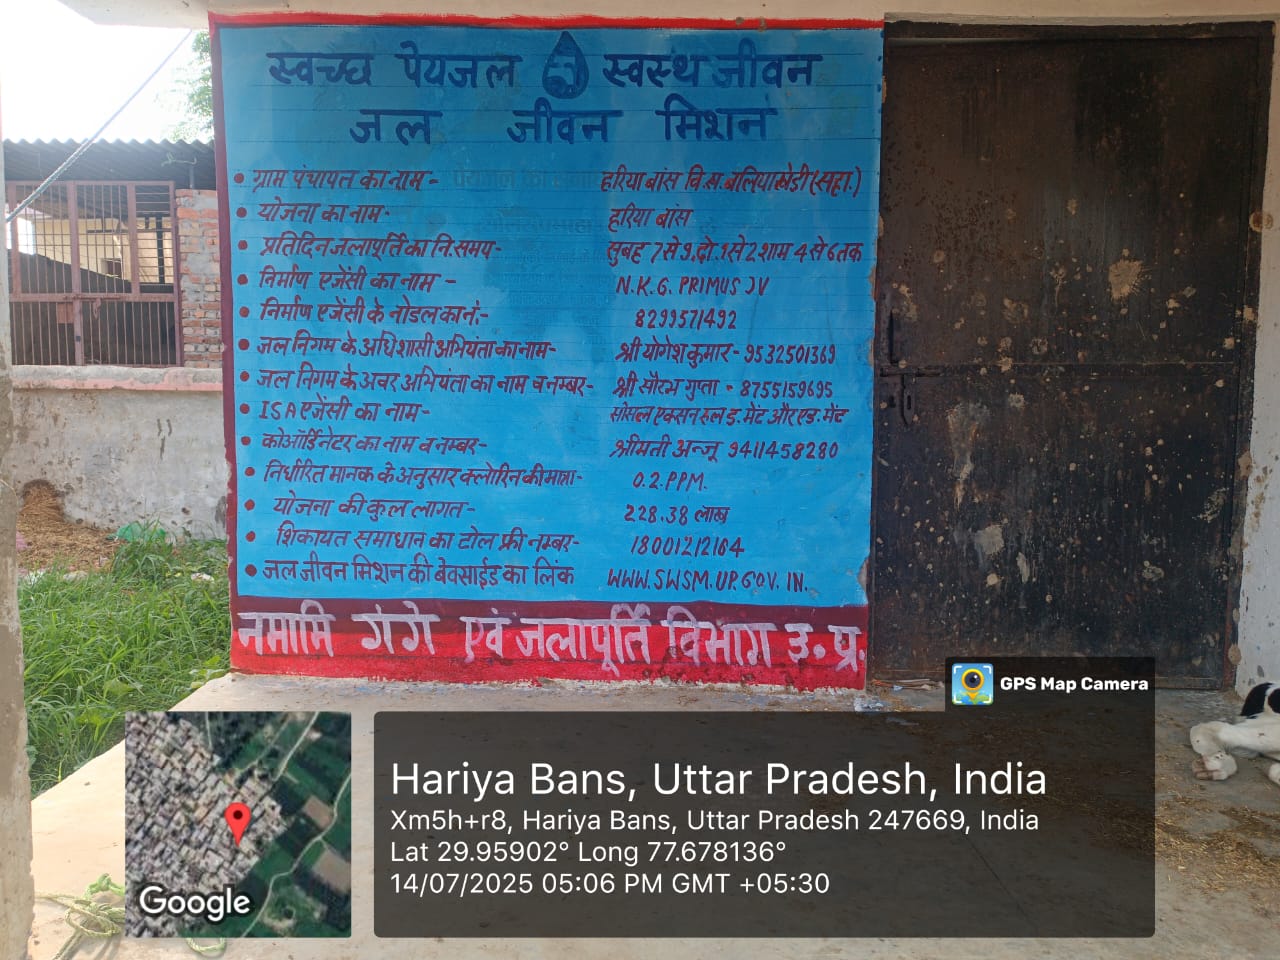 स्वच्छ पेयजल स्वस्थ जीवन
जल जीवन मिशन
• ग्राम पंचायत का नाम - हरिया बांस वि.ख. बलियाखेडी (सहा.)
• योजना का नाम - हरिया बांस
• प्रतिदिन जलापूर्ति का नि. समय - सुबह 7 से 9, दो. 1 से 2 शाम 4 से 6 तक
• निर्माण एजेंसी का नाम - N.K.G. PRIMUS JV
• निर्माण एजेंसी के नोडल का नं:- 8299571492
• जल निगम के अधिशासी अभियंता का नाम- श्री योगेश कुमार - 9532501369
• जल निगम के अवर अभियंता का नाम व नम्बर- श्री सौरभ गुप्ता - 8755159695
• ISA एजेंसी का नाम- सोसल एक्सन रुल ड. मेंट और एड. मेंट
• कोऑर्डिनेटर का नाम व नम्बर- श्रीमती अन्जू 9411458280
• निर्धारित मानक के अनुसार क्लोरिन की मात्रा- 0.2.PPM.
• योजना की कुल लागत- 228.38 लाख
• शिकायत समाधान का टोल फ्री नम्बर- 18001212164
• जल जीवन मिशन की बेवसाईड का लिंक WWW.SWSM.UP.GOV.IN.
नमामि गंगे एवं जलापूर्ति विभाग उ. प्र.
GPS Map Camera
Hariya Bans, Uttar Pradesh, India
Xm5h+r8, Hariya Bans, Uttar Pradesh 247669, India
Lat 29.95902° Long 77.678136°
14/07/2025 05:06 PM GMT +05:30
Google